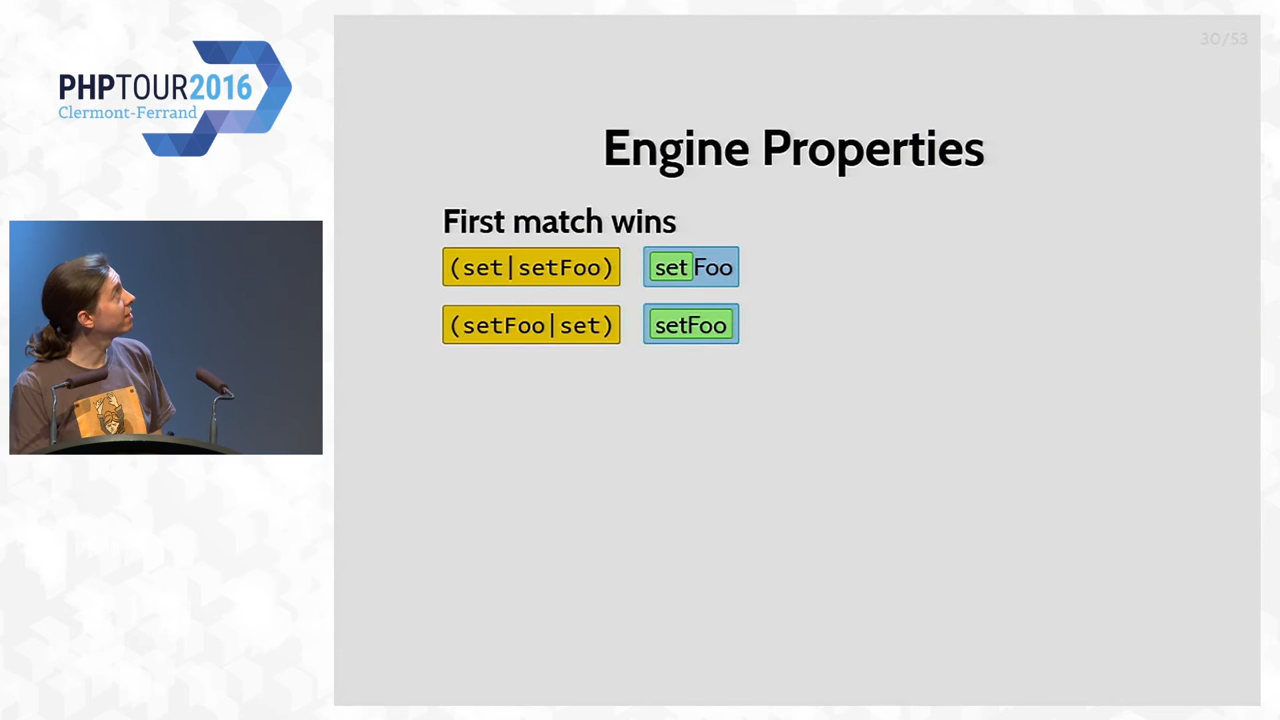 PHPTOUR2016
Clermont-Ferrand
30/53
Engine Properties
First match wins
(set|setFoo) setFoo
(setFoo|set) setFoo